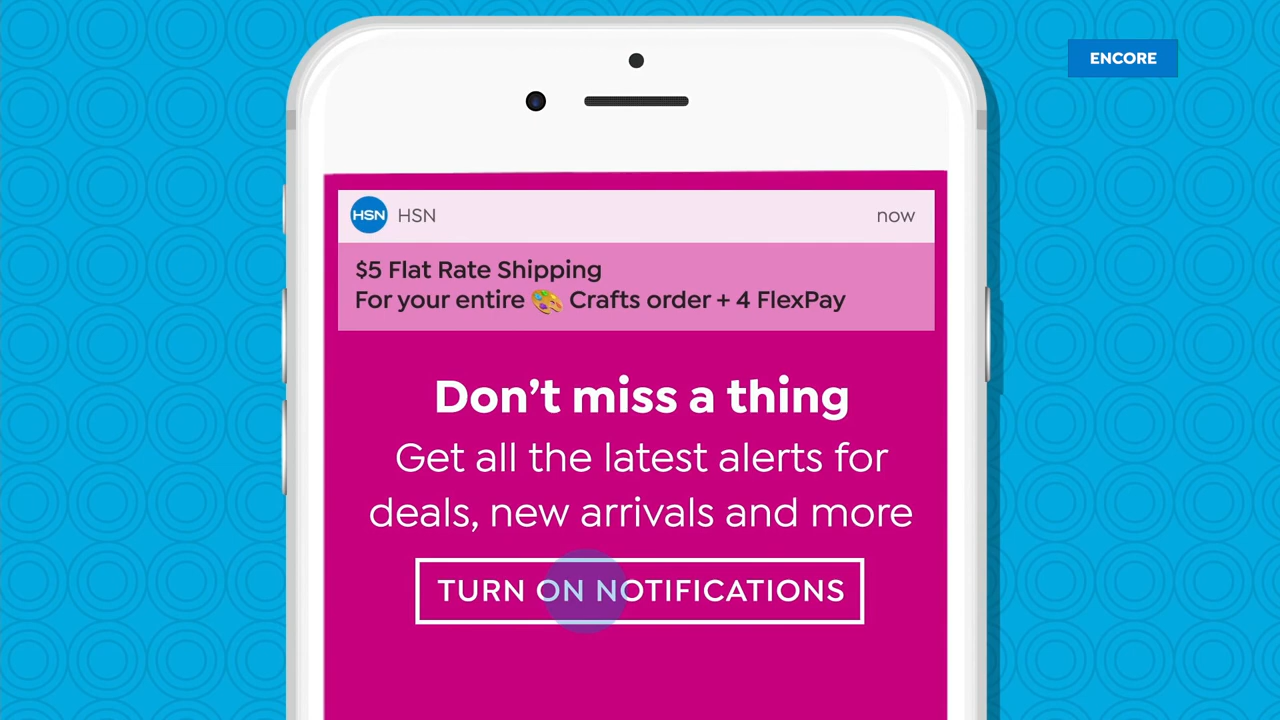 ENCORE
HSN HSN now
$5 Flat Rate Shipping
For your entire 🎨 Crafts order + 4 FlexPay
Don't miss a thing
Get all the latest alerts for
deals, new arrivals and more
TURN ON NOTIFICATIONS